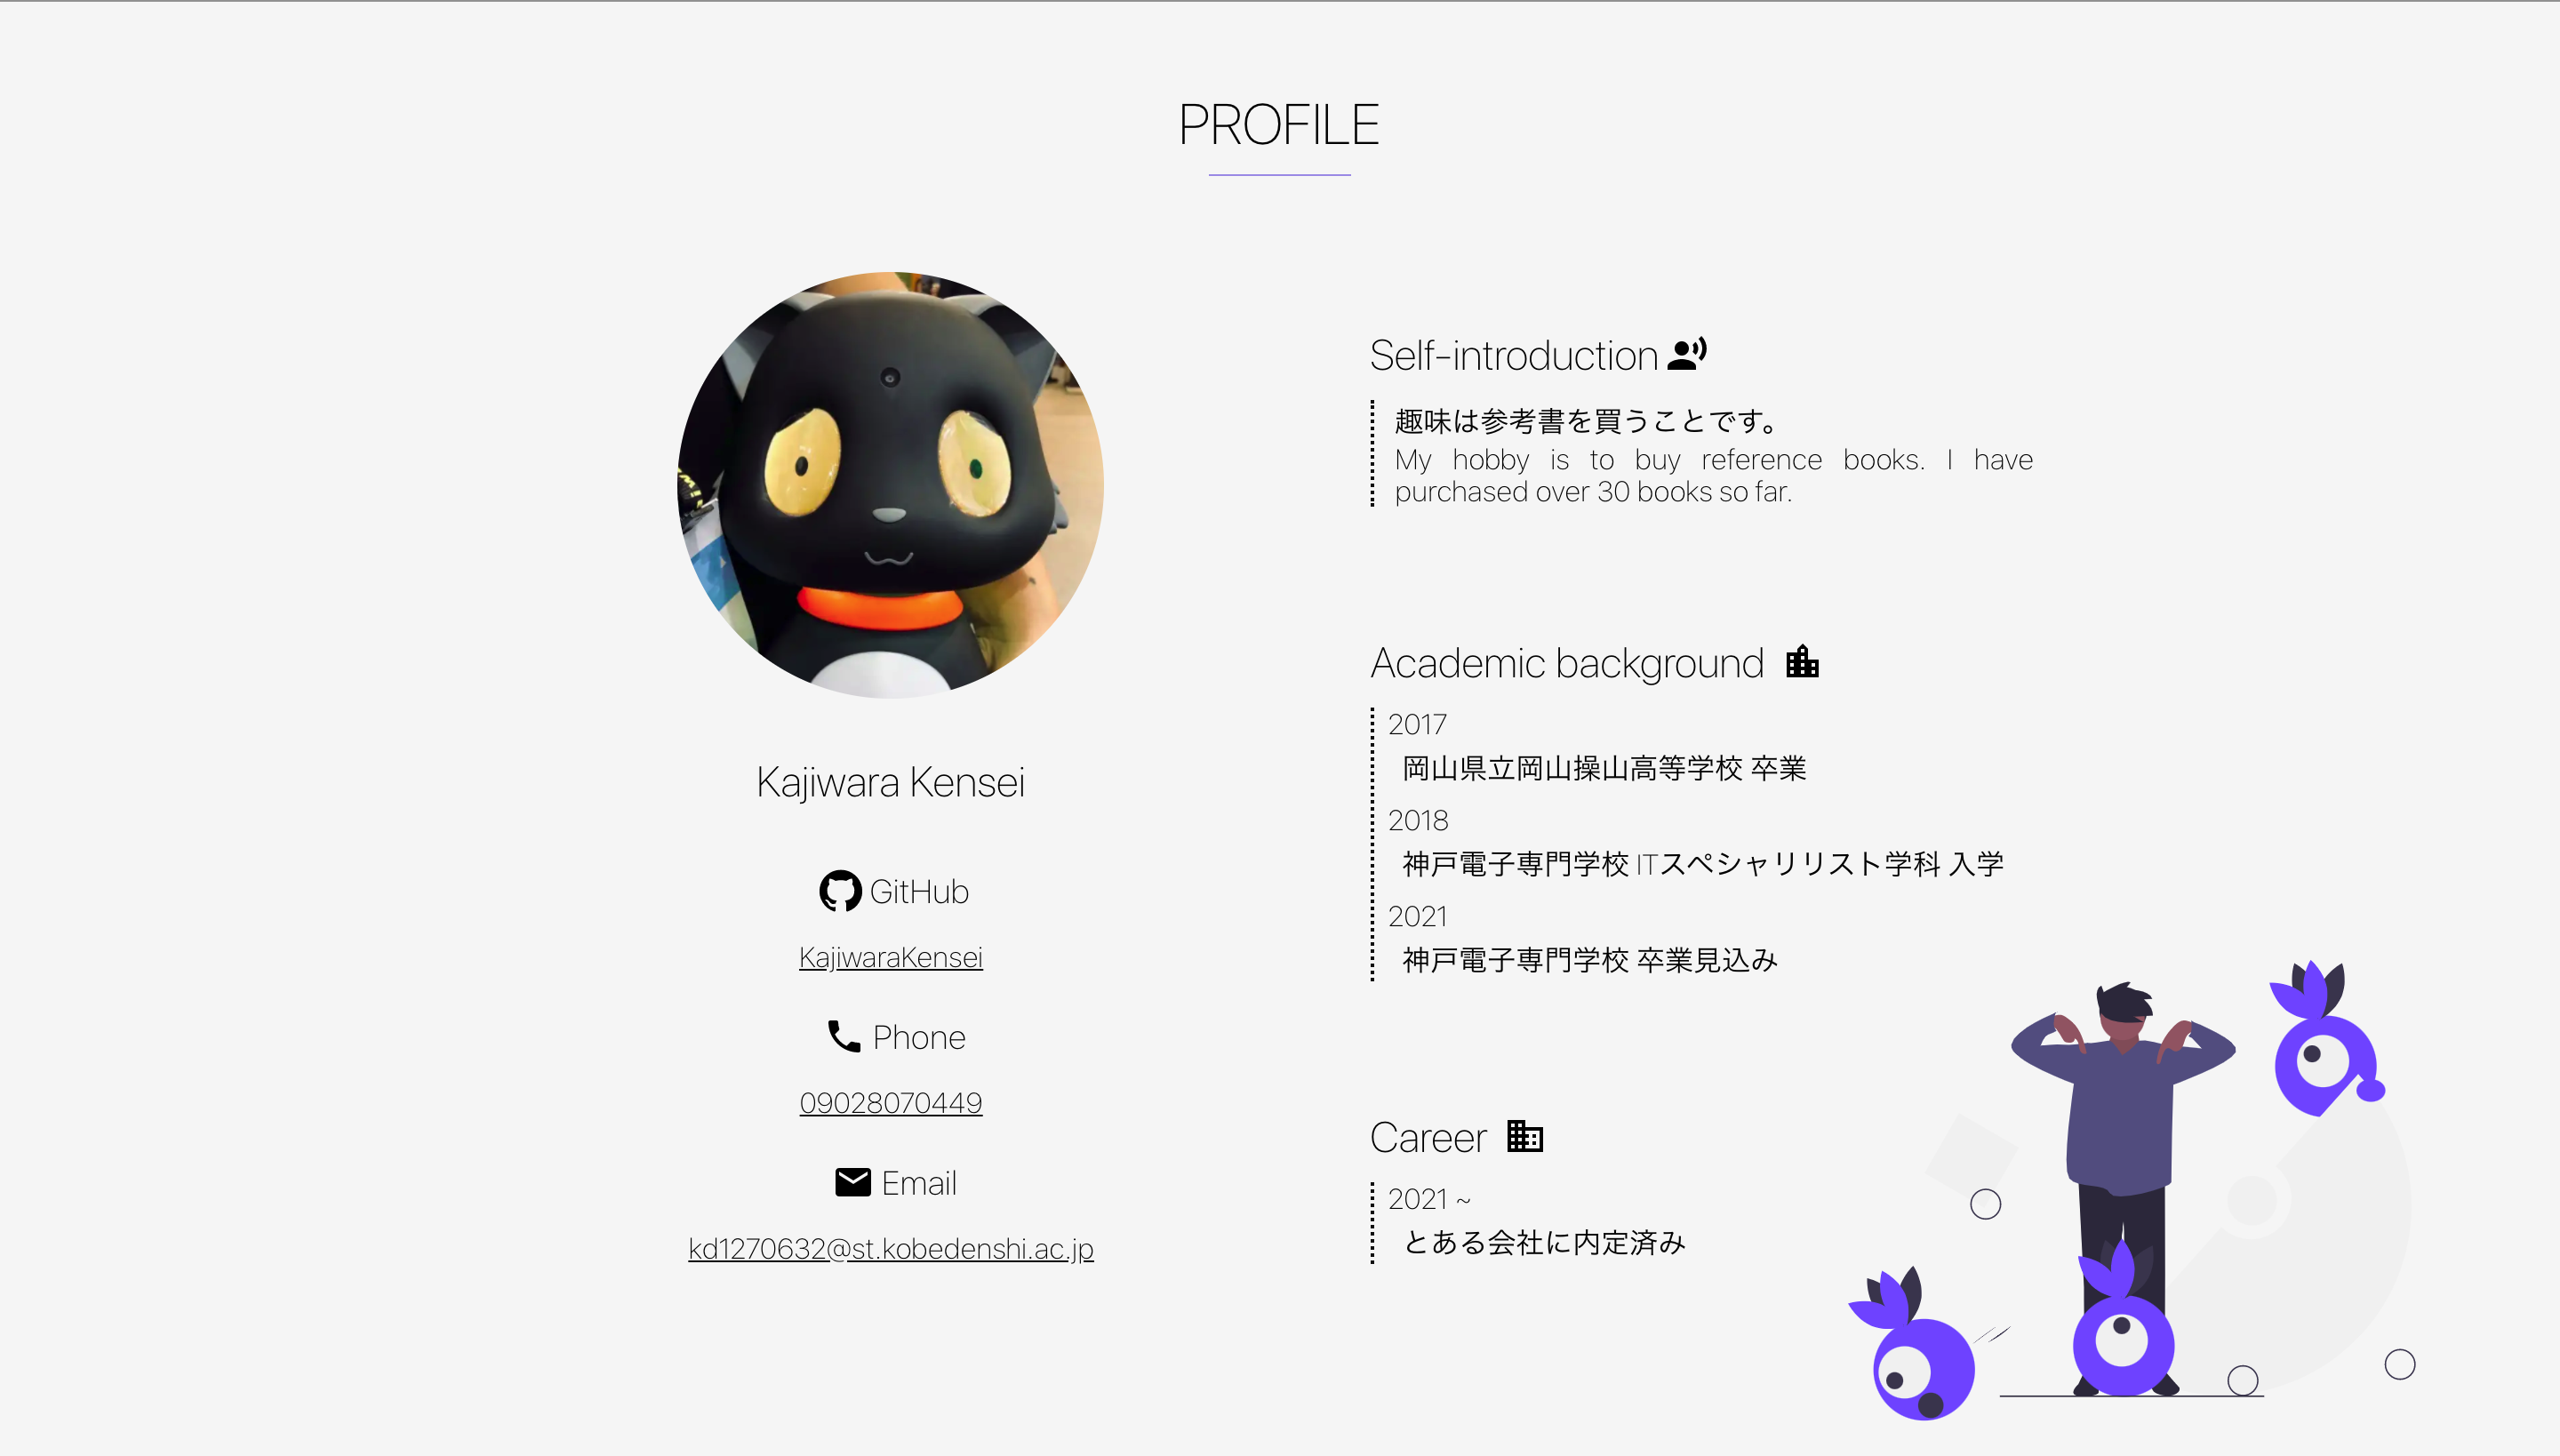 PROFILE
Kajiwara Kensei
GitHub
KajiwaraKensei
Phone
09028070449
Email
kd1270632@st.kobedenshi.ac.jp
Self-introduction
趣味は参考書を買うことです。
My hobby is to buy reference books. I have
purchased over 30 books so far.
Academic background
2017
岡山県立岡山操山高等学校 卒業
2018
神戸電子専門学校 ITスペシャリリスト学科 入学
2021
神戸電子専門学校 卒業見込み
Career
2021 ~
とある会社に内定済み